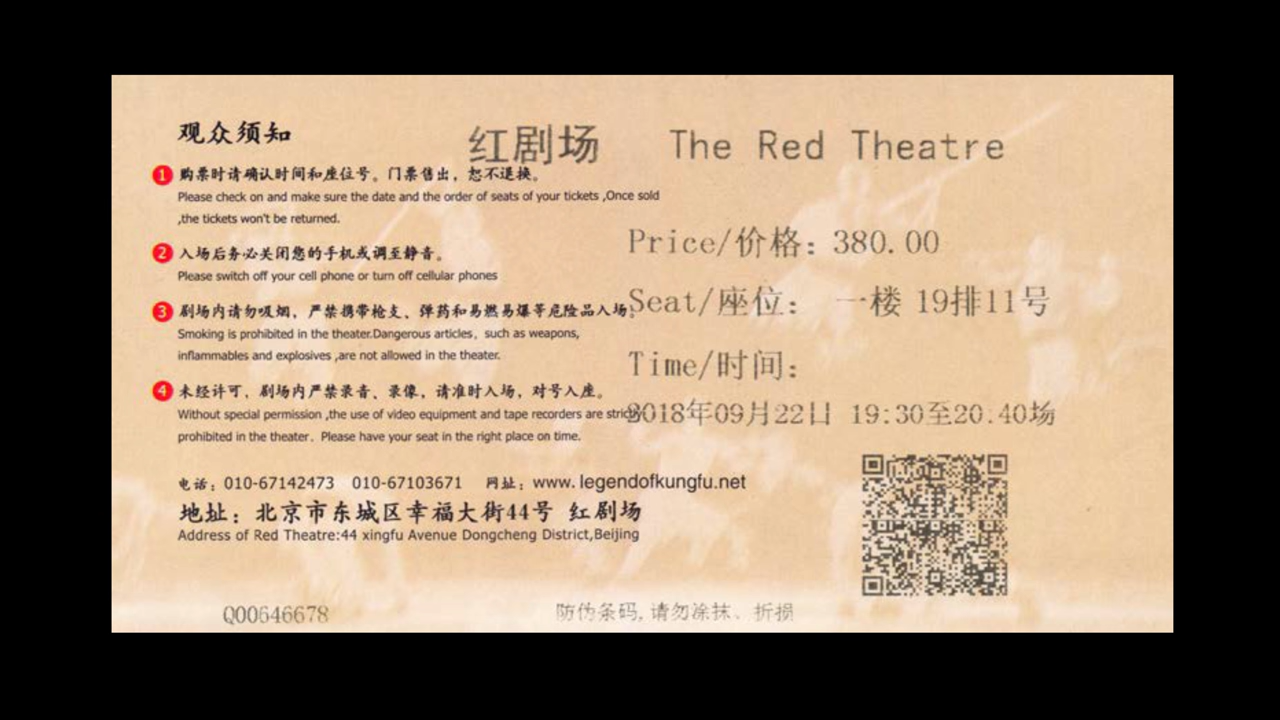 观众须知
红剧场 The Red Theatre
1 购票时请确认时间和座位号。门票售出，恕不退换。
Please check on and make sure the date and the order of seats of your tickets ,Once sold
,the tickets won't be returned.
2 入场后务必关闭您的手机或调至静音。
Please switch off your cell phone or turn off cellular phones
3 剧场内请勿吸烟，严禁携带枪支、弹药和易燃易爆等危险品入场。
Smoking is prohibited in the theater.Dangerous articles，such as weapons,
inflammables and explosives ,are not allowed in the theater.
4 未经许可，剧场内严禁录音、录像，请准时入场，对号入座。
Without special permission ,the use of video equipment and tape recorders are strictly
prohibited in the theater．Please have your seat in the right place on time.
Price/价格: 380.00
Seat/座位: 一楼 19排11号
Time/时间:
2018年09月22日 19:30至20.40场
电话：010-67142473 010-67103671 网址：www.legendofkungfu.net
地址：北京市东城区幸福大街44号 红剧场
Address of Red Theatre:44 xingfu Avenue Dongcheng District,Beijing
Q00646678
防伪条码,请勿涂抹、折损